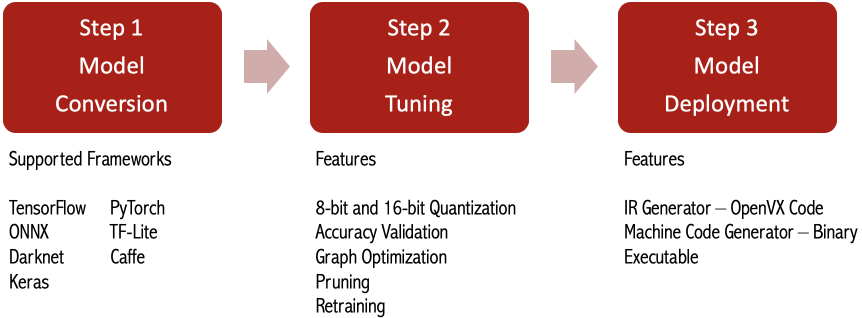 Step 1
Model
Conversion
Step 2
Model
Tuning
Step 3
Model
Deployment
Supported Frameworks
TensorFlow PyTorch
ONNX TF-Lite
Darknet Caffe
Keras
Features
8-bit and 16-bit Quantization
Accuracy Validation
Graph Optimization
Pruning
Retraining
Features
IR Generator – OpenVX Code
Machine Code Generator – Binary
Executable